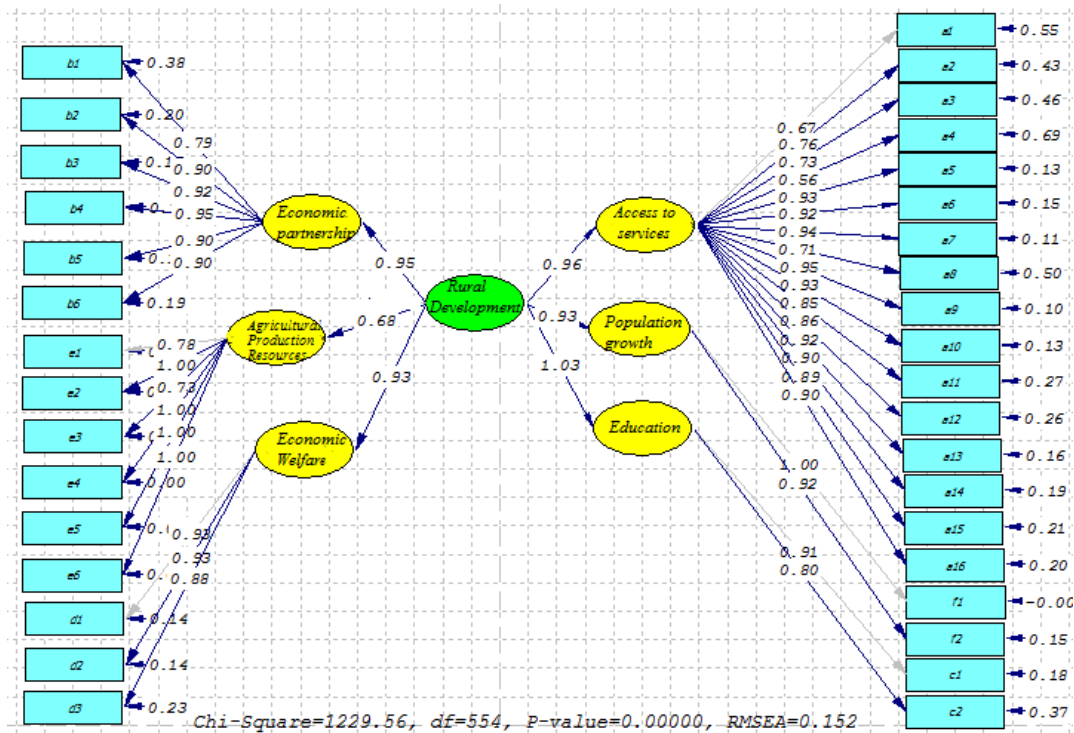 b1
0.38
b2
0.20
b3
b4
b5
b6
0.19
e1
e2
e3
e4
0.00
e5
e6
d1
0.14
d2
0.14
d3
0.23
0.79
0.90
0.92
0.95
0.90
0.90
0.78
1.00
0.73
1.00
1.00
1.00
0.93
0.93
0.88
Economic
partnership
Agricultural
Production
Resources
Economic
Welfare
0.95
0.68
0.93
Rural
Development
0.96
0.93
1.03
Access to
services
Population
growth
Education
0.67
0.76
0.73
0.56
0.93
0.92
0.94
0.71
0.95
0.93
0.85
0.86
0.92
0.90
0.89
0.90
1.00
0.92
0.91
0.80
a1
0.55
a2
0.43
a3
0.46
a4
0.69
a5
0.13
a6
0.15
a7
0.11
a8
0.50
a9
0.10
a10
0.13
a11
0.27
a12
0.26
a13
0.16
a14
0.19
a15
0.21
a16
0.20
f1
-0.00
f2
0.15
c1
0.18
c2
0.37
Chi-Square=1229.56, df=554, P-value=0.00000, RMSEA=0.152